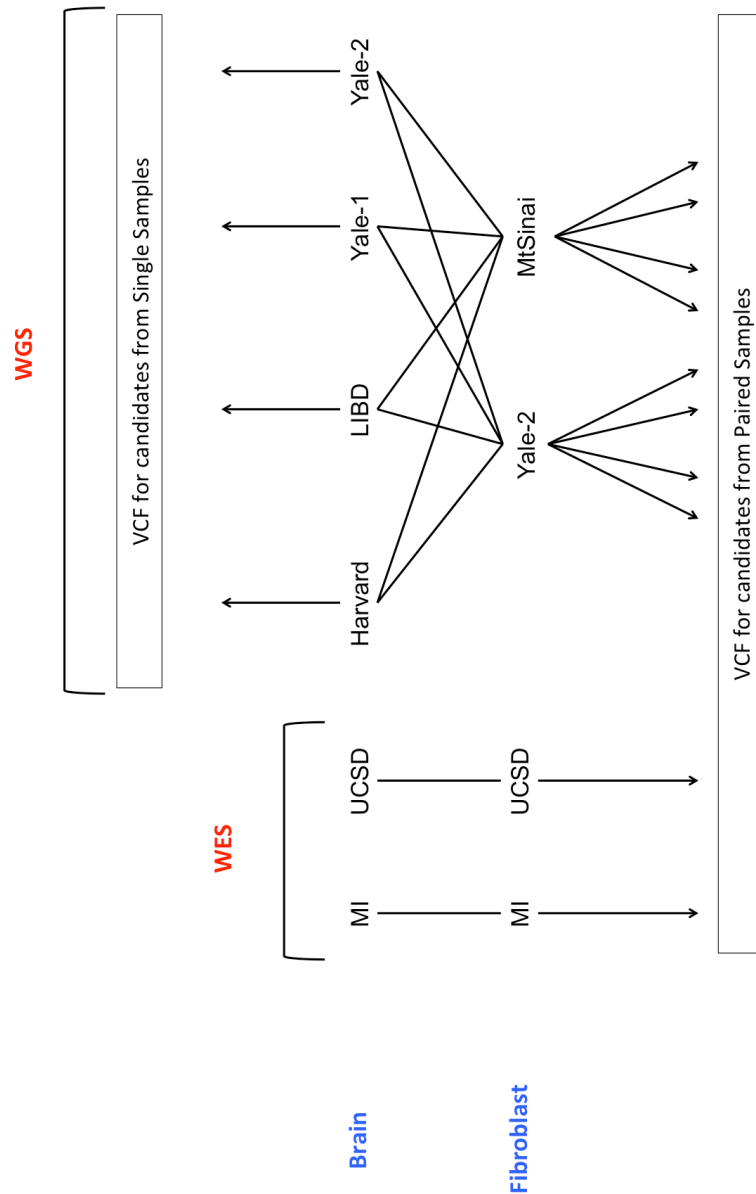 WGS
VCF for candidates from Single Samples
WES
Brain
MI
UCSD
Harvard
LIBD
Yale-1
Yale-2
Fibroblast
MI
UCSD
Yale-2
MtSinai
VCF for candidates from Paired Samples